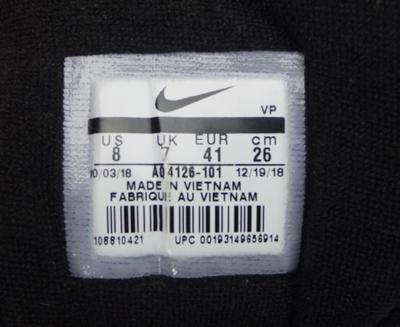 VP
US UK EUR cm
8 7 41 26
10/03/18 AQ4126-101 12/19/18
MADE IN VIETNAM
FABRIQUE AU VIETNAM
108810421 UPC 00193149656914